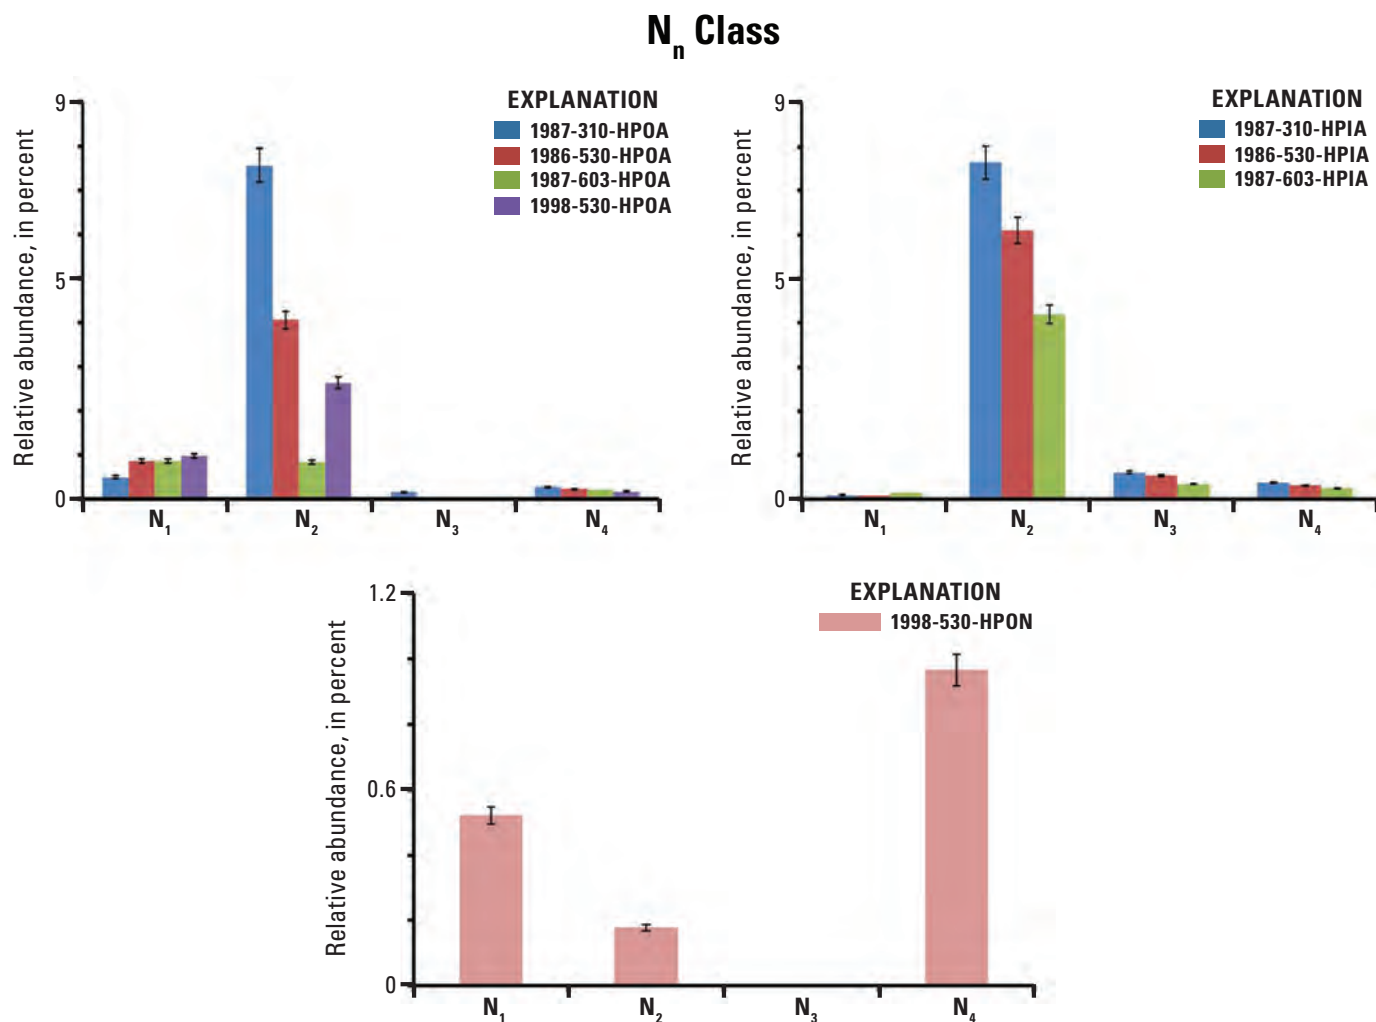 Nₙ Class
EXPLANATION
1987-310-HPOA
1986-530-HPOA
1987-603-HPOA
1998-530-HPOA
Relative abundance, in percent
9
5
0
N₁ N₂ N₃ N₄
EXPLANATION
1987-310-HPIA
1986-530-HPIA
1987-603-HPIA
Relative abundance, in percent
9
5
0
N₁ N₂ N₃ N₄
EXPLANATION
1998-530-HPON
Relative abundance, in percent
1.2
0.6
0
N₁ N₂ N₃ N₄